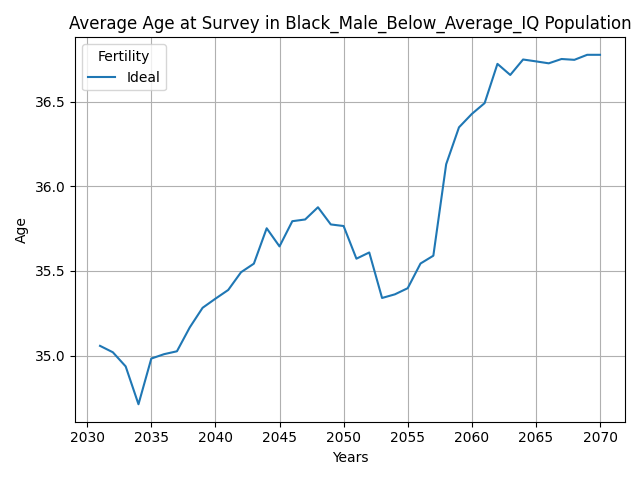 Average Age at Survey in Black_Male_Below_Average_IQ Population
Fertility
Ideal
Age
36.5
36.0
35.5
35.0
2030 2035 2040 2045 2050 2055 2060 2065 2070
Years